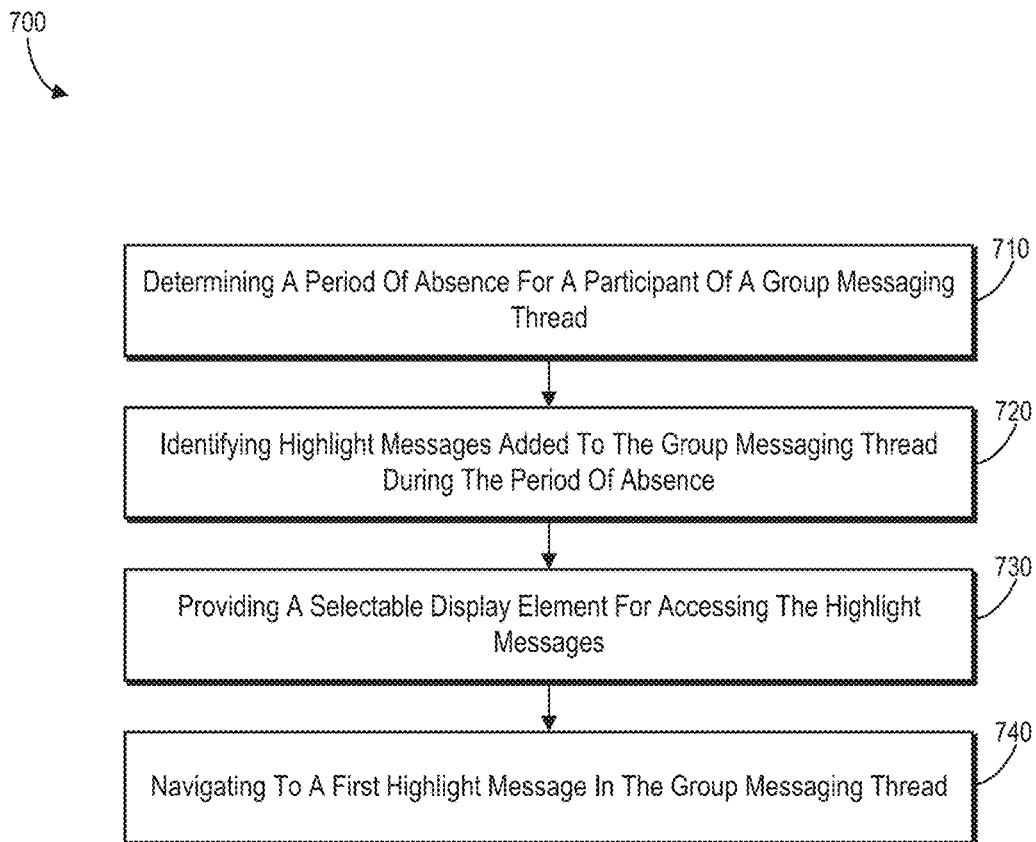 700
710
Determining A Period Of Absence For A Participant Of A Group Messaging
Thread
720
Identifying Highlight Messages Added To The Group Messaging Thread
During The Period Of Absence
730
Providing A Selectable Display Element For Accessing The Highlight
Messages
740
Navigating To A First Highlight Message In The Group Messaging Thread